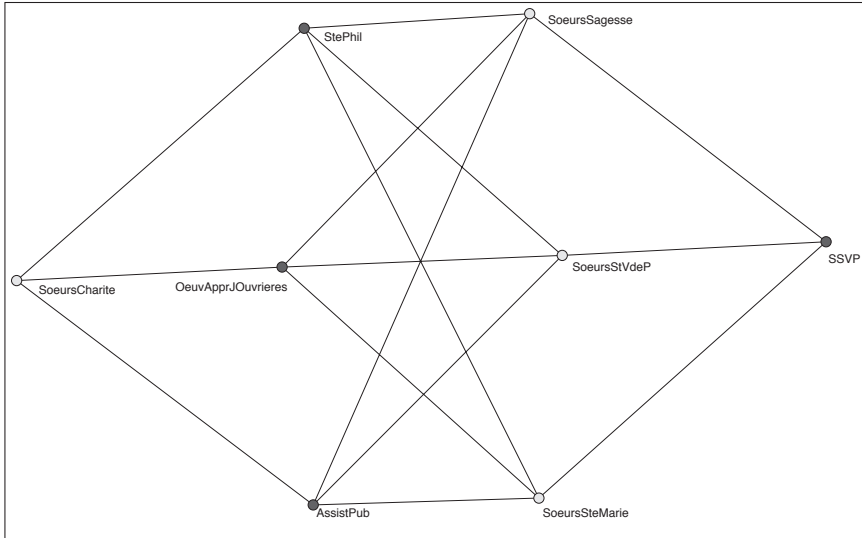 SoeursSagesse
StePhil
SSVP
SoeursStVdeP
OeuvApprJOuvrieres
SoeursCharite
AssistPub
SoeursSteMarie